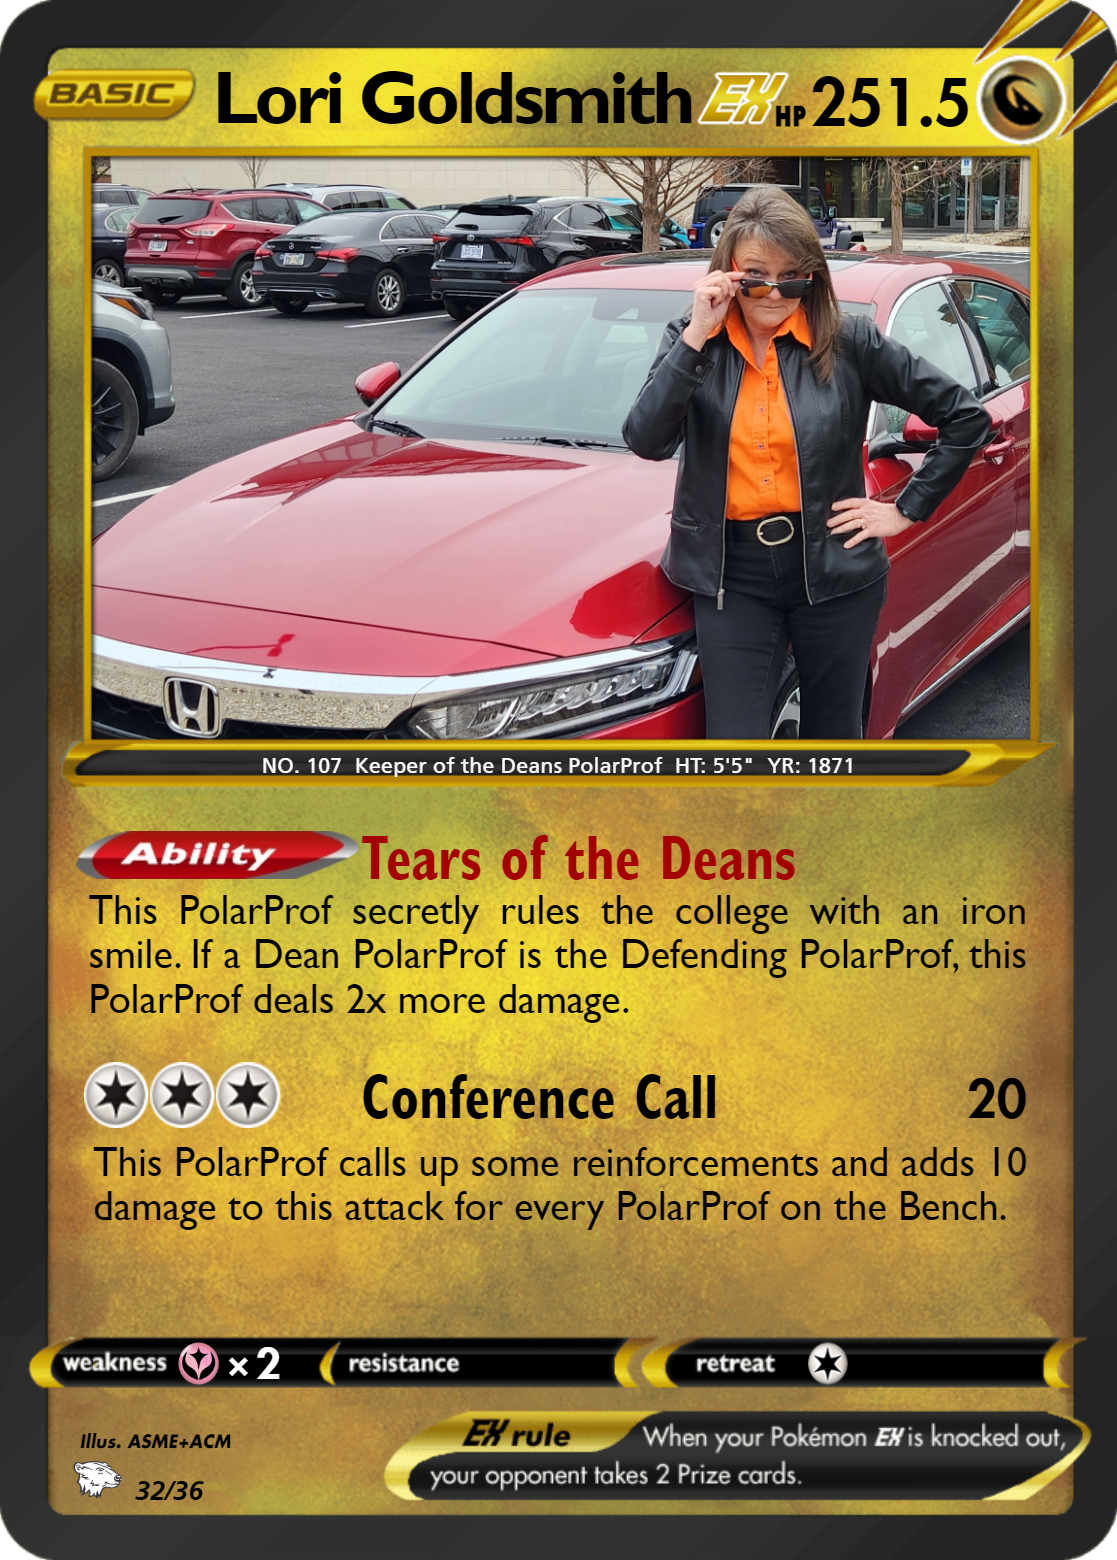 BASIC Lori Goldsmith EX HP 251.5
NO. 107 Keeper of the Deans PolarProf HT: 5'5" YR: 1871
Ability Tears of the Deans
This PolarProf secretly rules the college with an iron
smile. If a Dean PolarProf is the Defending PolarProf, this
PolarProf deals 2x more damage.
Conference Call 20
This PolarProf calls up some reinforcements and adds 10
damage to this attack for every PolarProf on the Bench.
weakness × 2 resistance retreat
Illus. ASME+ACM
32/36
EX rule When your Pokémon EX is knocked out,
your opponent takes 2 Prize cards.